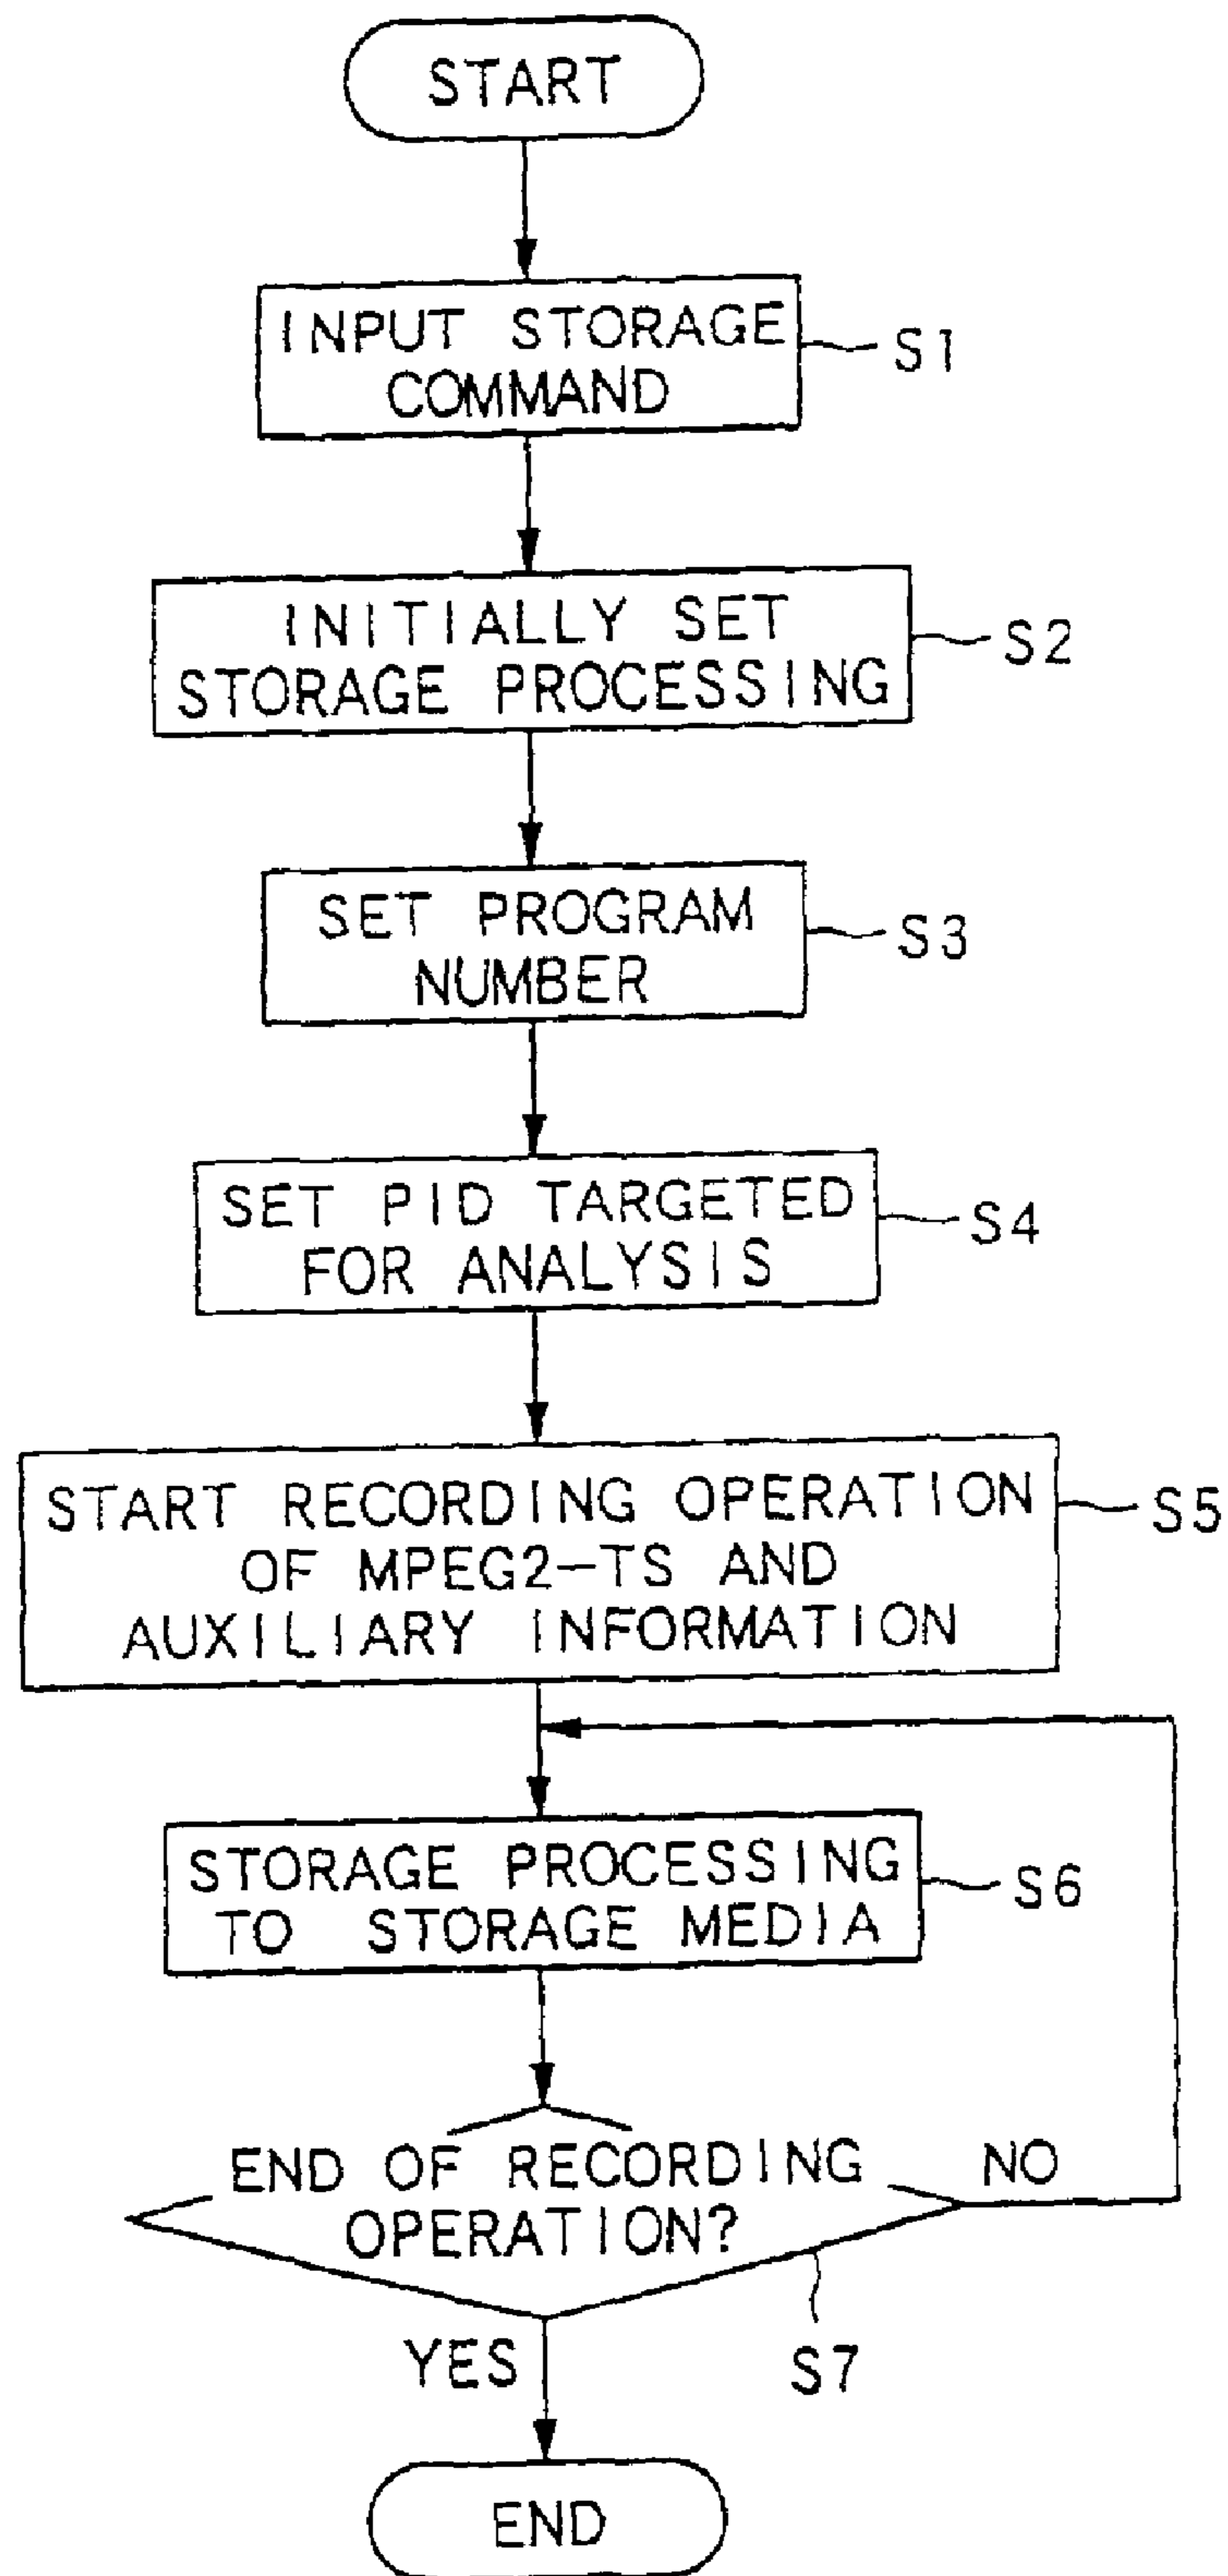 START
INPUT STORAGE
COMMAND
S1
INITIALLY SET
STORAGE PROCESSING
S2
SET PROGRAM
NUMBER
S3
SET PID TARGETED
FOR ANALYSIS
S4
START RECORDING OPERATION
OF MPEG2-TS AND
AUXILIARY INFORMATION
S5
STORAGE PROCESSING
TO STORAGE MEDIA
S6
END OF RECORDING
OPERATION?
NO
YES
S7
END